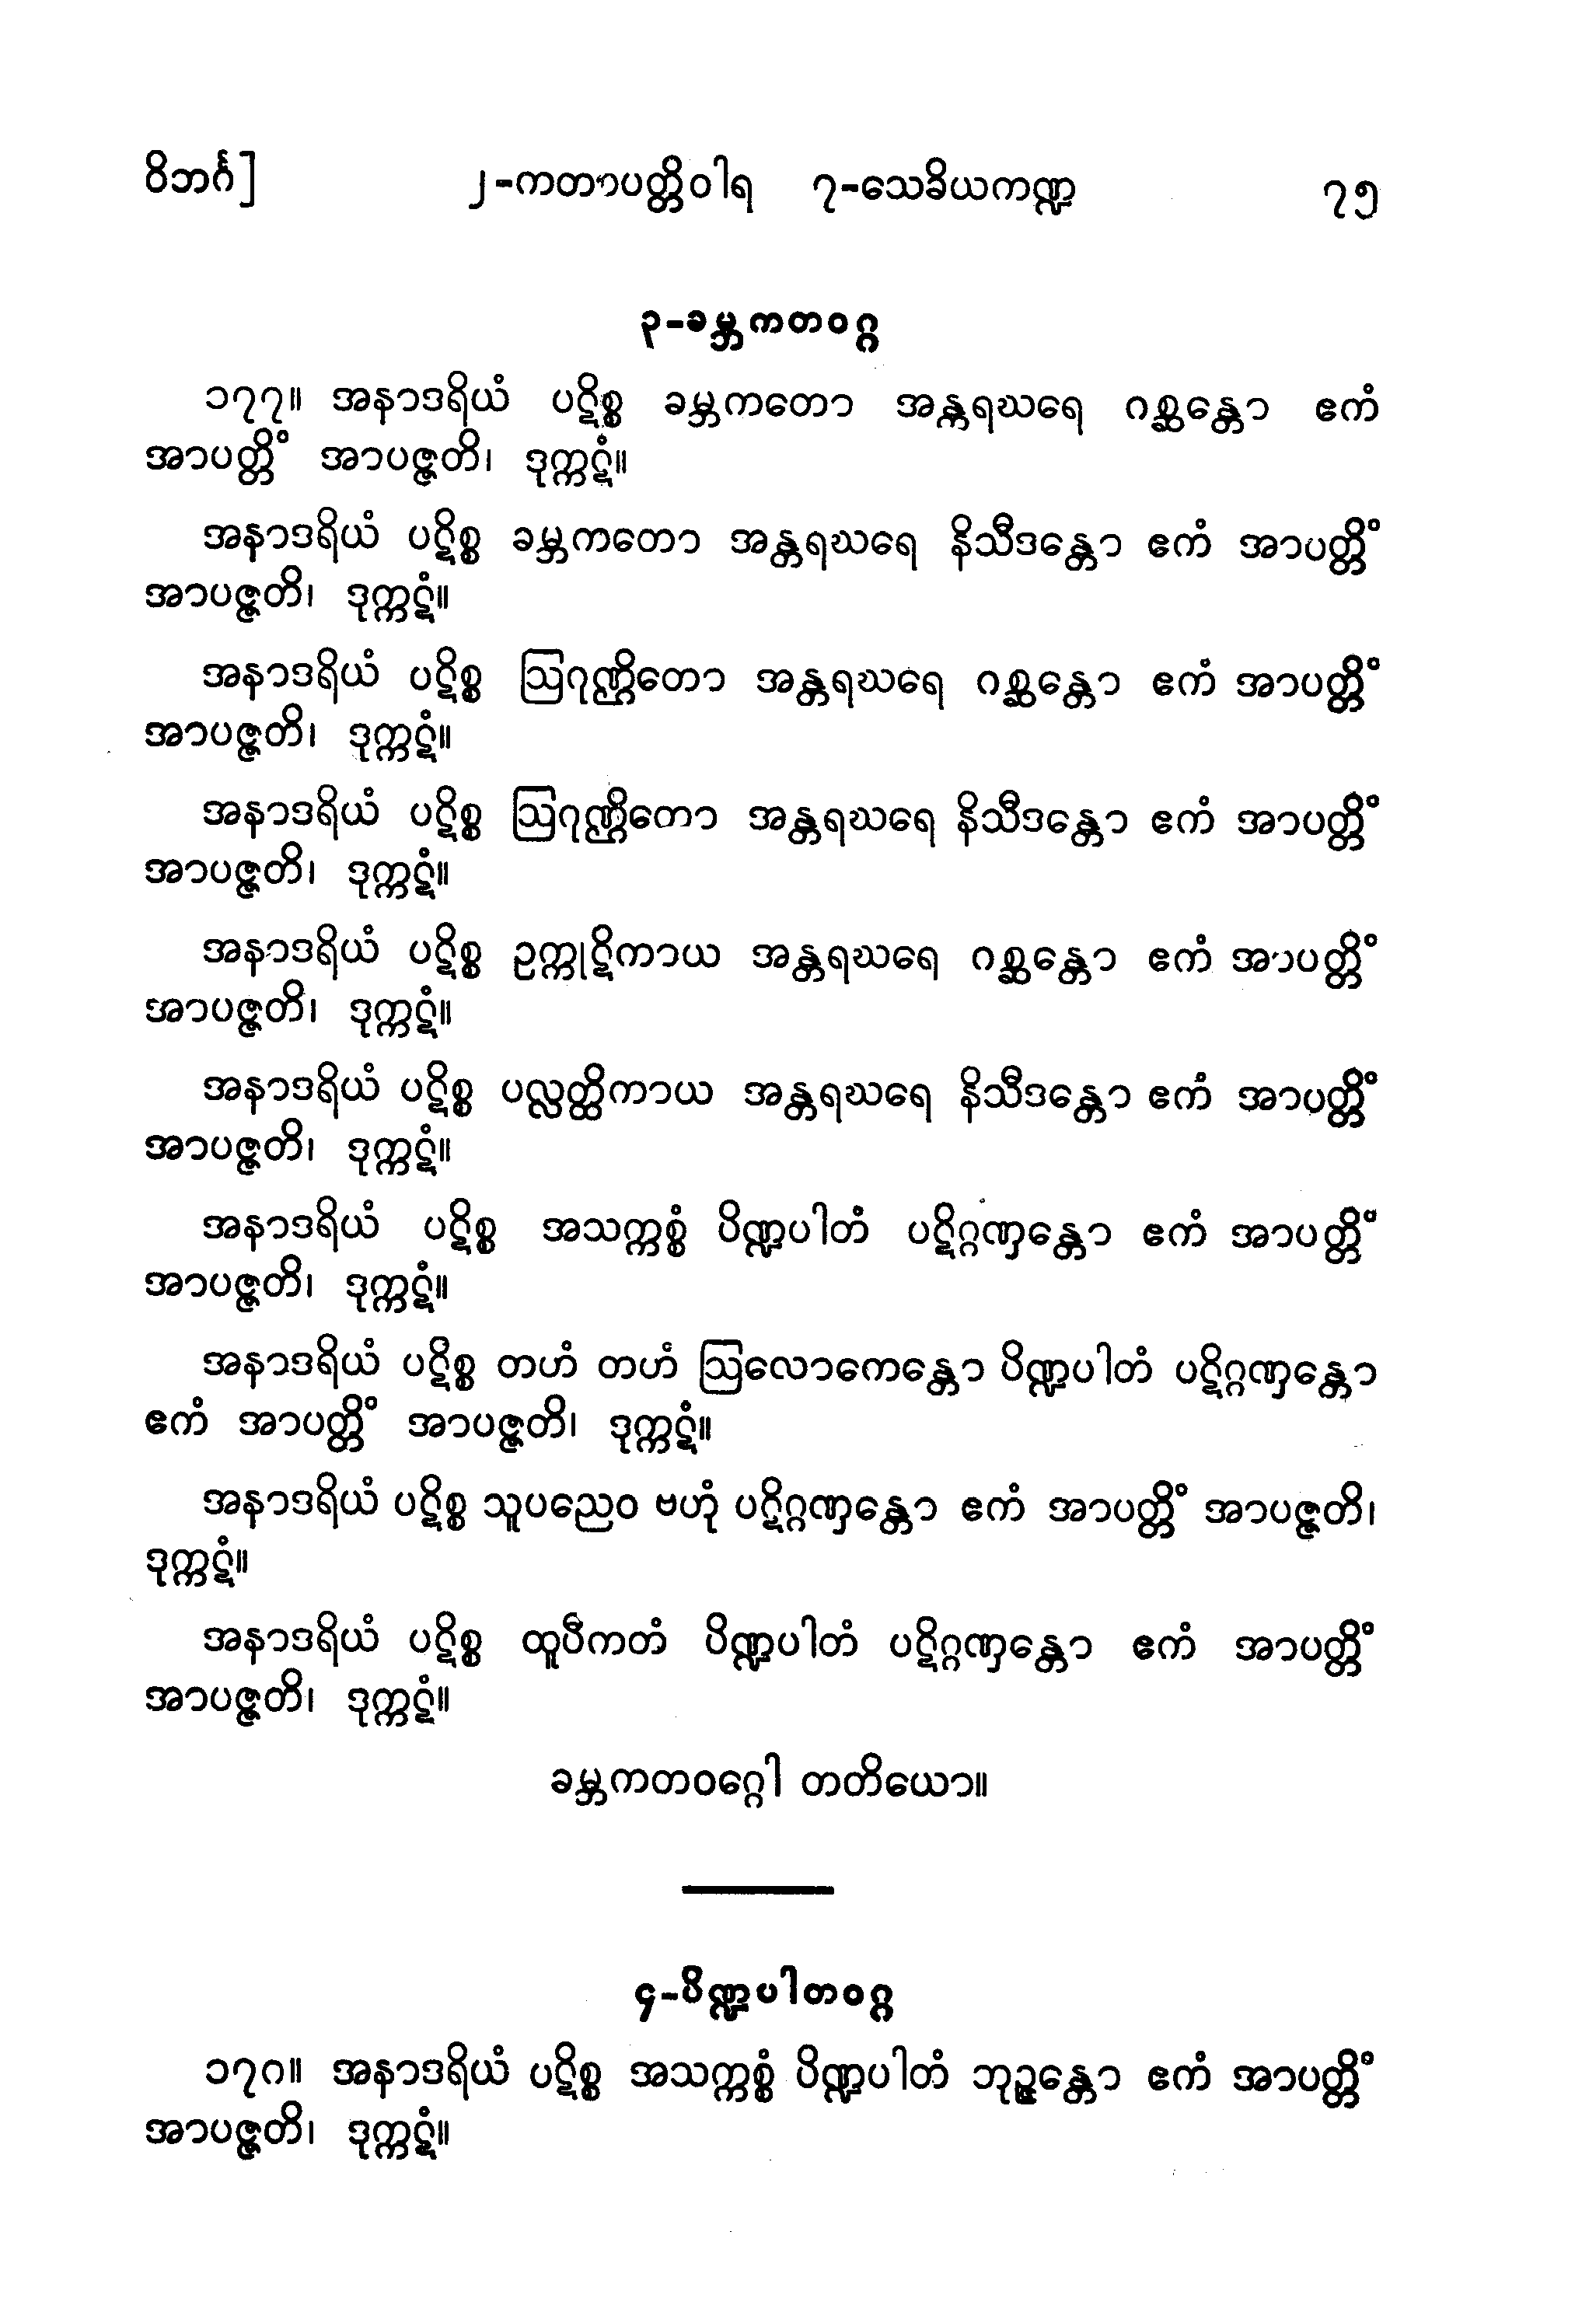 ဝိဘင်္ဂ] ၂-ကတာပတ္တိဝါရ ၇-သေခိယကဏ္ဍ ၇၅
၃-ခမ္ဘကတဝဂ္ဂ
၁၇၇။ အနာဒရိယံ ပဋိစ္စ ခမ္ဘကတော အန္တရဃရေ ဂစ္ဆန္တော ဧကံ
အာပတ္တိံ အာပဇ္ဇတိ၊ ဒုက္ကဋံ။
အနာဒရိယံ ပဋိစ္စ ခမ္ဘကတော အန္တရဃရေ နိသီဒန္တော ဧကံ အာပတ္တိံ
အာပဇ္ဇတိ၊ ဒုက္ကဋံ။
အနာဒရိယံ ပဋိစ္စ ဩဂုဏ္ဌိတော အန္တရဃရေ ဂစ္ဆန္တော ဧကံ အာပတ္တိံ
အာပဇ္ဇတိ၊ ဒုက္ကဋံ။
အနာဒရိယံ ပဋိစ္စ ဩဂုဏ္ဌိတော အန္တရဃရေ နိသီဒန္တော ဧကံ အာပတ္တိံ
အာပဇ္ဇတိ၊ ဒုက္ကဋံ။
အနာဒရိယံ ပဋိစ္စ ဥက္ကုဋိကာယ အန္တရဃရေ ဂစ္ဆန္တော ဧကံ အာပတ္တိံ
အာပဇ္ဇတိ၊ ဒုက္ကဋံ။
အနာဒရိယံ ပဋိစ္စ ပလ္လတ္ထိကာယ အန္တရဃရေ နိသီဒန္တော ဧကံ အာပတ္တိံ
အာပဇ္ဇတိ၊ ဒုက္ကဋံ။
အနာဒရိယံ ပဋိစ္စ အသက္ကစ္စံ ပိဏ္ဍပါတံ ပဋိဂ္ဂဏှန္တော ဧကံ အာပတ္တိံ
အာပဇ္ဇတိ၊ ဒုက္ကဋံ။
အနာဒရိယံ ပဋိစ္စ တဟံ တဟံ ဩလောကေန္တော ပိဏ္ဍပါတံ ပဋိဂ္ဂဏှန္တော
ဧကံ အာပတ္တိံ အာပဇ္ဇတိ၊ ဒုက္ကဋံ။
အနာဒရိယံ ပဋိစ္စ သူပညေဝ ဗဟုံ ပဋိဂ္ဂဏှန္တော ဧကံ အာပတ္တိံ အာပဇ္ဇတိ၊
ဒုက္ကဋံ။
အနာဒရိယံ ပဋိစ္စ ထူပီကတံ ပိဏ္ဍပါတံ ပဋိဂ္ဂဏှန္တော ဧကံ အာပတ္တိံ
အာပဇ္ဇတိ၊ ဒုက္ကဋံ။
ခမ္ဘကတဝဂ္ဂေါ တတိယော။
၄-ပိဏ္ဍပါတဝဂ္ဂ
၁၇၈။ အနာဒရိယံ ပဋိစ္စ အသက္ကစ္စံ ပိဏ္ဍပါတံ ဘုဉ္ဇန္တော ဧကံ အာပတ္တိံ
အာပဇ္ဇတိ၊ ဒုက္ကဋံ။